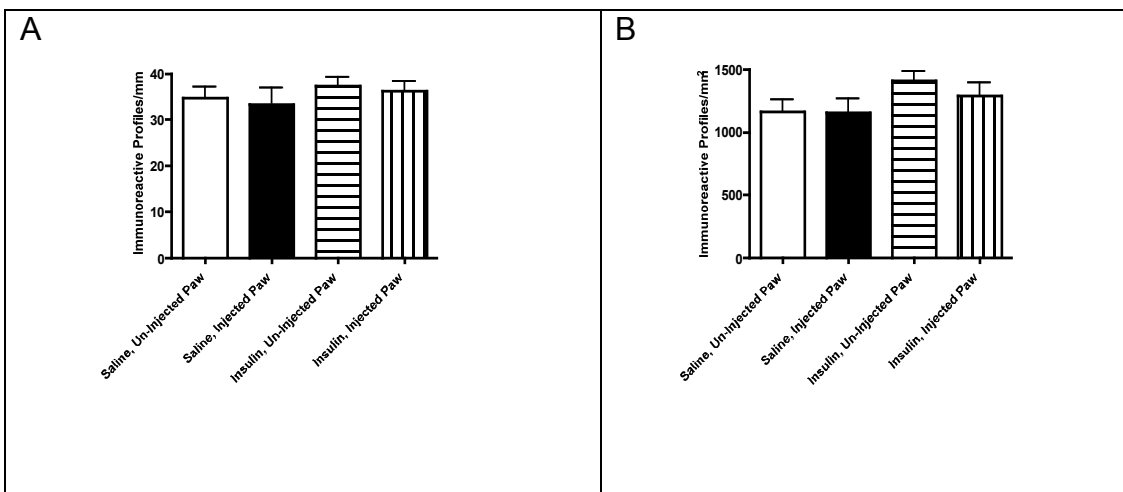 A
Immunoreactive Profiles/mm
40
30
20
10
0
Saline, Un-Injected Paw
Saline, Injected Paw
Insulin, Un-Injected Paw
Insulin, Injected Paw
B
Immunoreactive Profiles/mm²
1500
1000
500
0
Saline, Un-Injected Paw
Saline, Injected Paw
Insulin, Un-Injected Paw
Insulin, Injected Paw